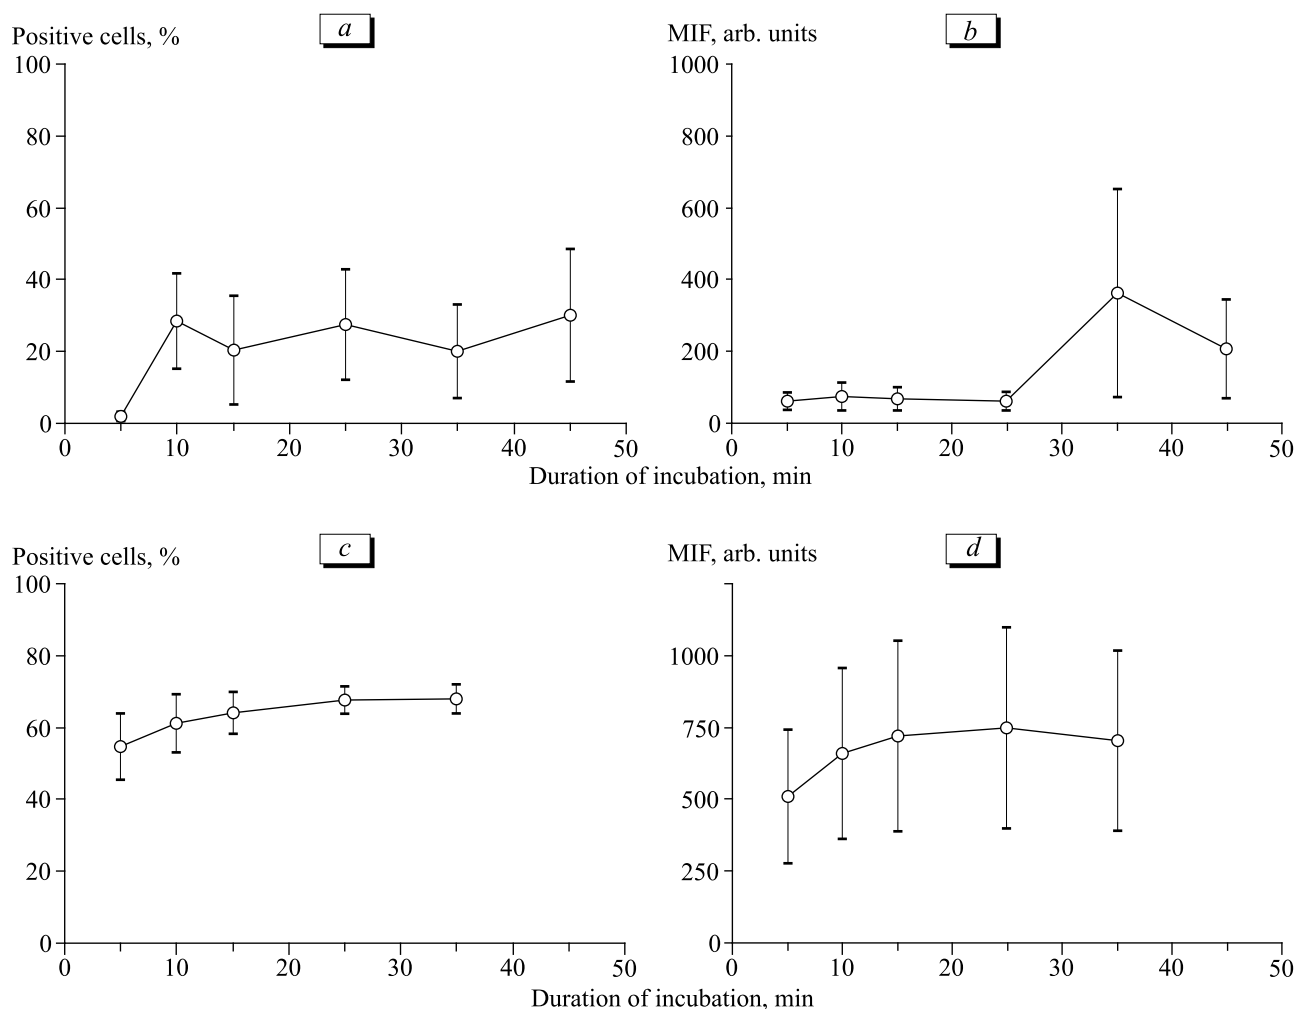 a
Positive cells, %
100
80
60
40
20
0
0 10 20 30 40 50
b
MIF, arb. units
1000
800
600
400
200
0
0 10 20 30 40 50
Duration of incubation, min
c
Positive cells, %
100
80
60
40
20
0
0 10 20 30 40 50
d
MIF, arb. units
1000
750
500
250
0
0 10 20 30 40 50
Duration of incubation, min